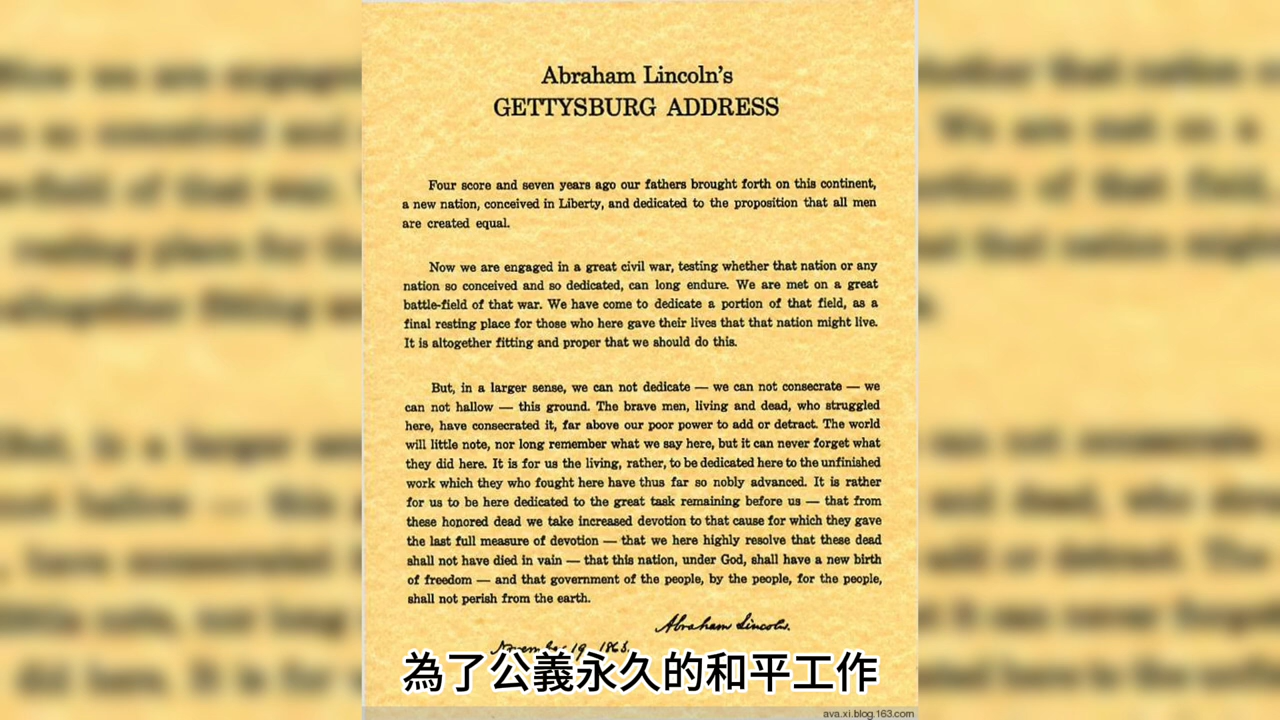 Abraham Lincoln's
GETTYSBURG ADDRESS
Four score and seven years ago our fathers brought forth on this continent,
a new nation, conceived in Liberty, and dedicated to the proposition that all men
are created equal.
Now we are engaged in a great civil war, testing whether that nation or any
nation so conceived and so dedicated, can long endure. We are met on a great
battle-field of that war. We have come to dedicate a portion of that field, as a
final resting place for those who here gave their lives that that nation might live.
It is altogether fitting and proper that we should do this.
But, in a larger sense, we can not dedicate — we can not consecrate — we
can not hallow — this ground. The brave men, living and dead, who struggled
here, have consecrated it, far above our poor power to add or detract. The world
will little note, nor long remember what we say here, but it can never forget what
they did here. It is for us the living, rather, to be dedicated here to the unfinished
work which they who fought here have thus far so nobly advanced. It is rather
for us to be here dedicated to the great task remaining before us — that from
these honored dead we take increased devotion to that cause for which they gave
the last full measure of devotion — that we here highly resolve that these dead
shall not have died in vain — that this nation, under God, shall have a new birth
of freedom — and that government of the people, by the people, for the people,
shall not perish from the earth.
Abraham Lincoln.
November 19, 1863.
為了公義永久的和平工作
ava.xi.blog.163.com